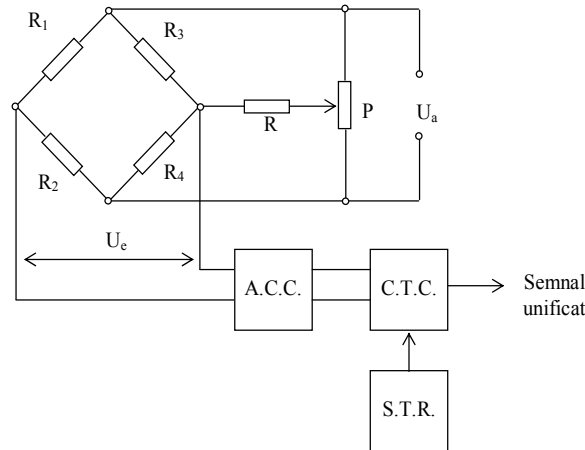 R1
R3
R
P
Ua
R2
R4
Ue
A.C.C.
C.T.C.
Semnal
unificat
S.T.R.